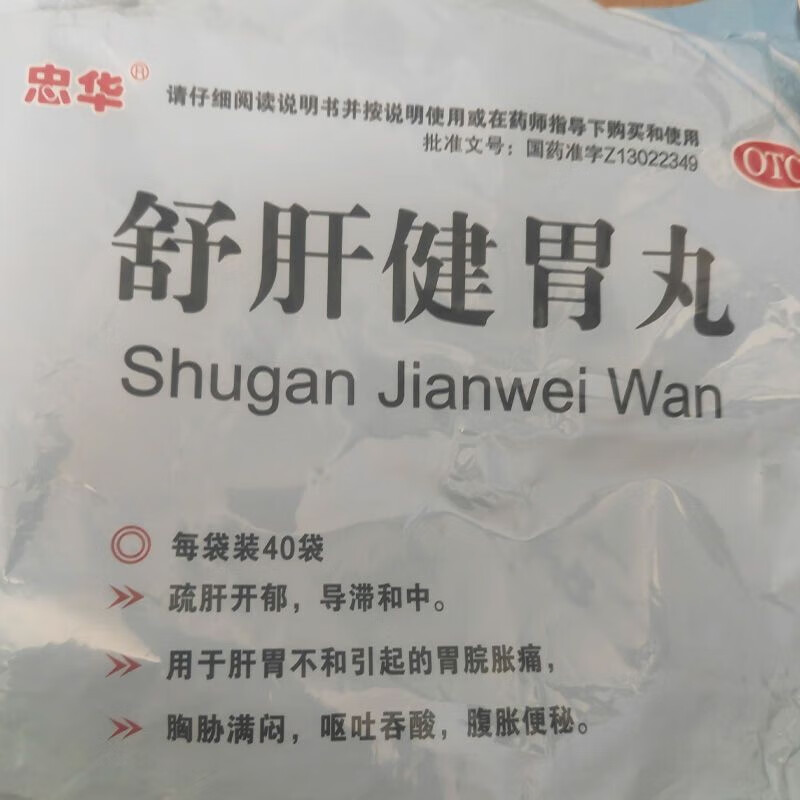 忠华®
请仔细阅读说明书并按说明使用或在药师指导下购买和使用
批准文号：国药准字Z13022349
OTC
舒肝健胃丸
Shugan Jianwei Wan
每袋装40袋
疏肝开郁，导滞和中。
用于肝胃不和引起的胃脘胀痛，
胸胁满闷，呕吐吞酸，腹胀便秘。